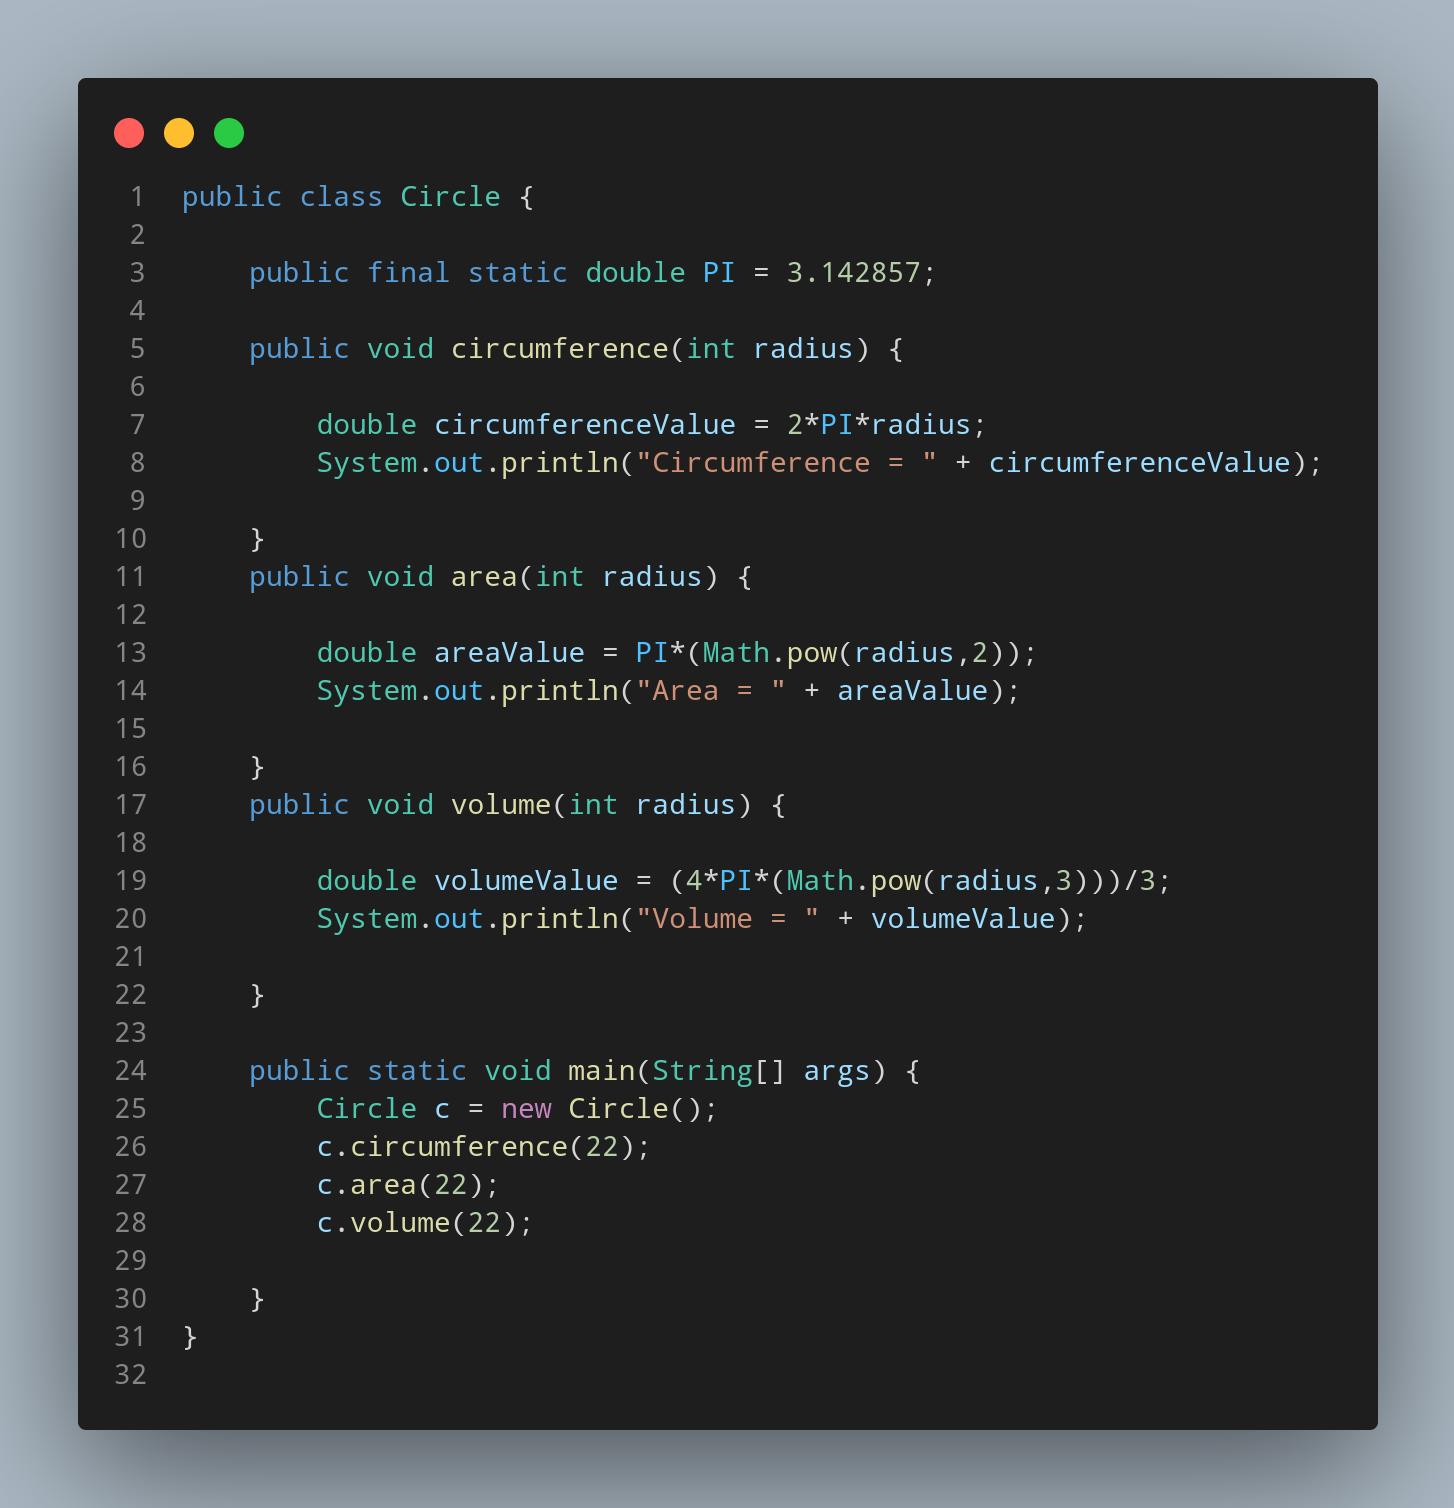 1 public class Circle {
2
3     public final static double PI = 3.142857;
4
5     public void circumference(int radius) {
6
7         double circumferenceValue = 2*PI*radius;
8         System.out.println("Circumference = " + circumferenceValue);
9
10     }
11     public void area(int radius) {
12
13         double areaValue = PI*(Math.pow(radius,2));
14         System.out.println("Area = " + areaValue);
15
16     }
17     public void volume(int radius) {
18
19         double volumeValue = (4*PI*(Math.pow(radius,3)))/3;
20         System.out.println("Volume = " + volumeValue);
21
22     }
23
24     public static void main(String[] args) {
25         Circle c = new Circle();
26         c.circumference(22);
27         c.area(22);
28         c.volume(22);
29
30     }
31 }
32